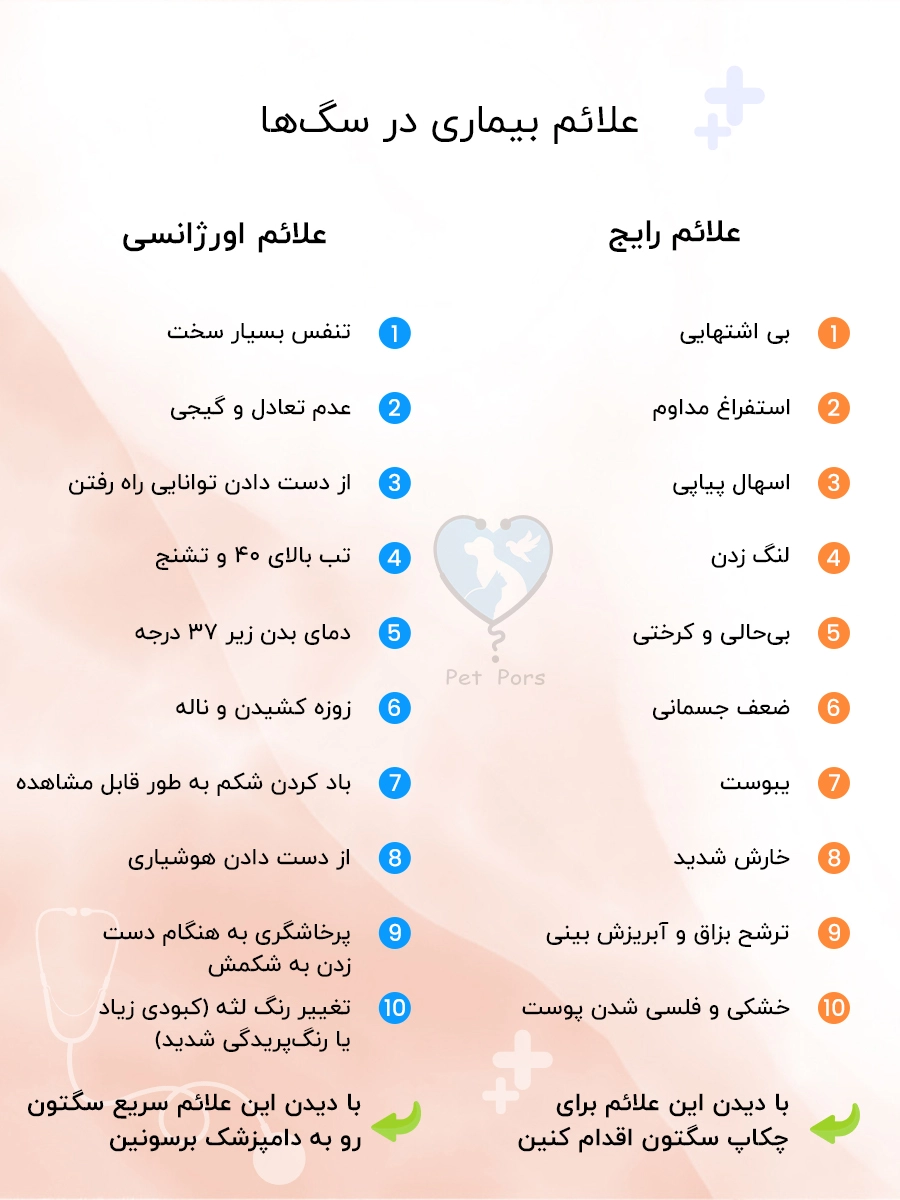 علائم بیماری در سگ‌ها
علائم رایج
1 بی اشتهایی
2 استفراغ مداوم
3 اسهال پیاپی
4 لنگ زدن
5 بی‌حالی و کرختی
6 ضعف جسمانی
7 یبوست
8 خارش شدید
9 ترشح بزاق و آبریزش بینی
10 خشکی و فلسی شدن پوست
با دیدن این علائم برای
چکاپ سگتون اقدام کنین
علائم اورژانسی
1 تنفس بسیار سخت
2 عدم تعادل و گیجی
3 از دست دادن توانایی راه رفتن
4 تب بالای ۴۰ و تشنج
5 دمای بدن زیر ۳۷ درجه
6 زوزه کشیدن و ناله
7 باد کردن شکم به طور قابل مشاهده
8 از دست دادن هوشیاری
9 پرخاشگری به هنگام دست
زدن به شکمش
10 تغییر رنگ لثه (کبودی زیاد
یا رنگ‌پریدگی شدید)
با دیدن این علائم سریع سگتون
رو به دامپزشک برسونین
Pet Pors